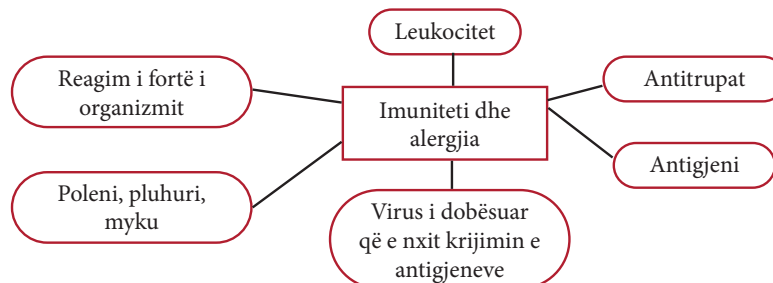 Leukocitet
Reagim i fortë i
organizmit
Imuniteti dhe
alergjia
Antitrupat
Antigjeni
Poleni, pluhuri,
myku
Virus i dobësuar
që e nxit krijimin e
antigjeneve